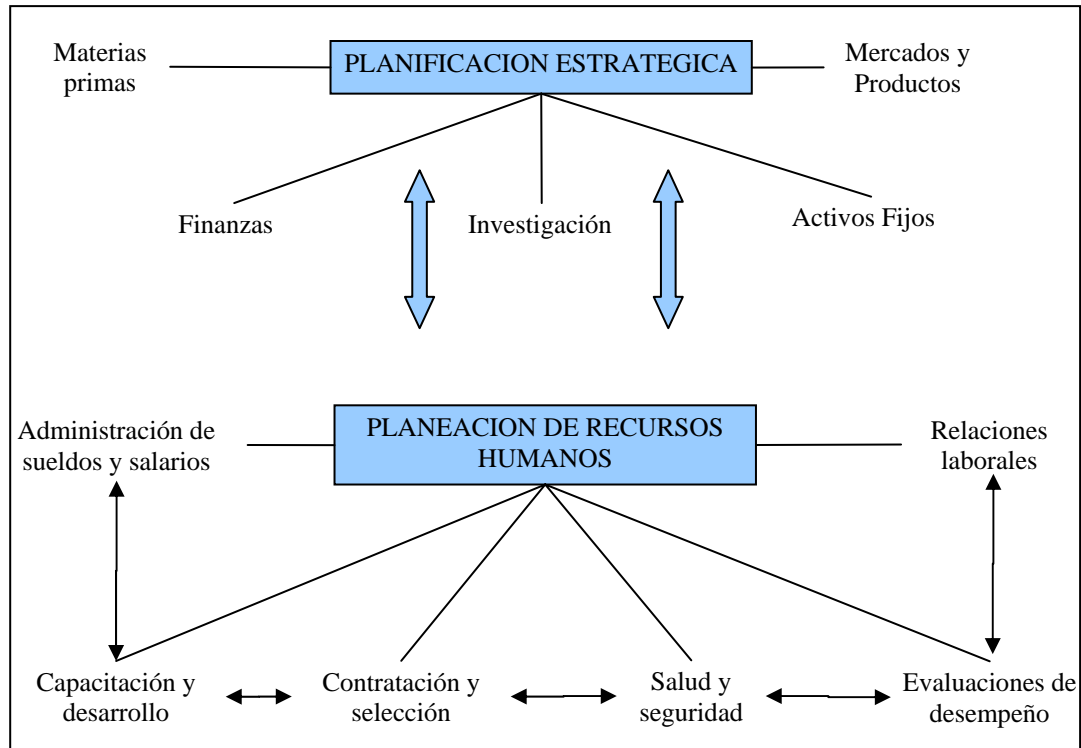 Materias
primas
PLANIFICACION ESTRATEGICA
Mercados y
Productos
Finanzas
Investigación
Activos Fijos
Administración de
sueldos y salarios
PLANEACION DE RECURSOS
HUMANOS
Relaciones
laborales
Capacitación y
desarrollo
Contratación y
selección
Salud y
seguridad
Evaluaciones de
desempeño